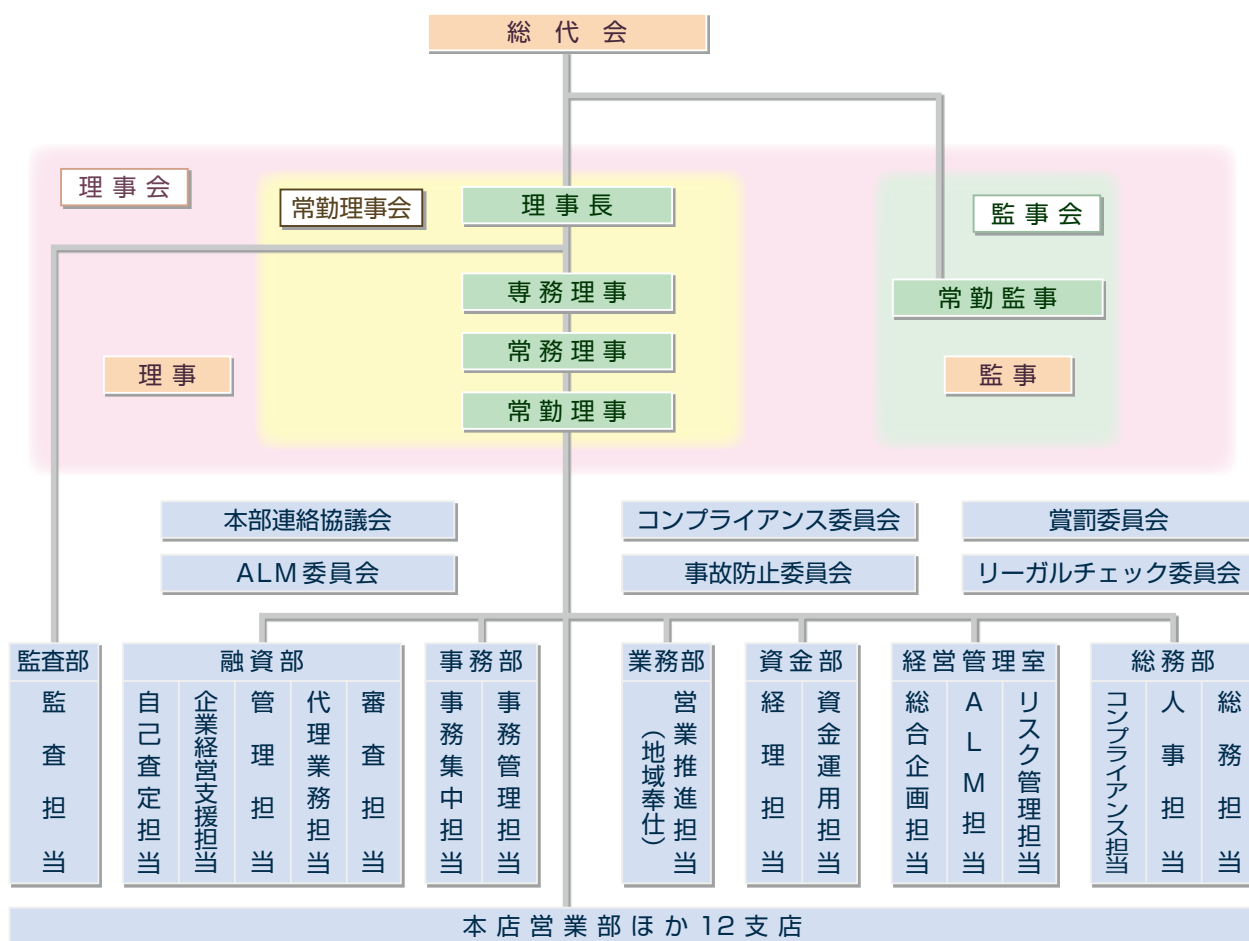 総代会
理事会
常勤理事会
理事長
監事会
専務理事
常勤監事
常務理事
理事
監事
常勤理事
本部連絡協議会
コンプライアンス委員会
賞罰委員会
ALM委員会
事故防止委員会
リーガルチェック委員会
監査部
監査担当
融資部
自己査定担当
企業経営支援担当
管理担当
代理業務担当
審査担当
事務部
事務集中担当
事務管理担当
業務部
営業推進担当
（地域奉仕）
資金部
経理担当
資金運用担当
経営管理室
総合企画担当
ALM担当
リスク管理担当
総務部
コンプライアンス担当
人事担当
総務担当
本店営業部ほか12支店